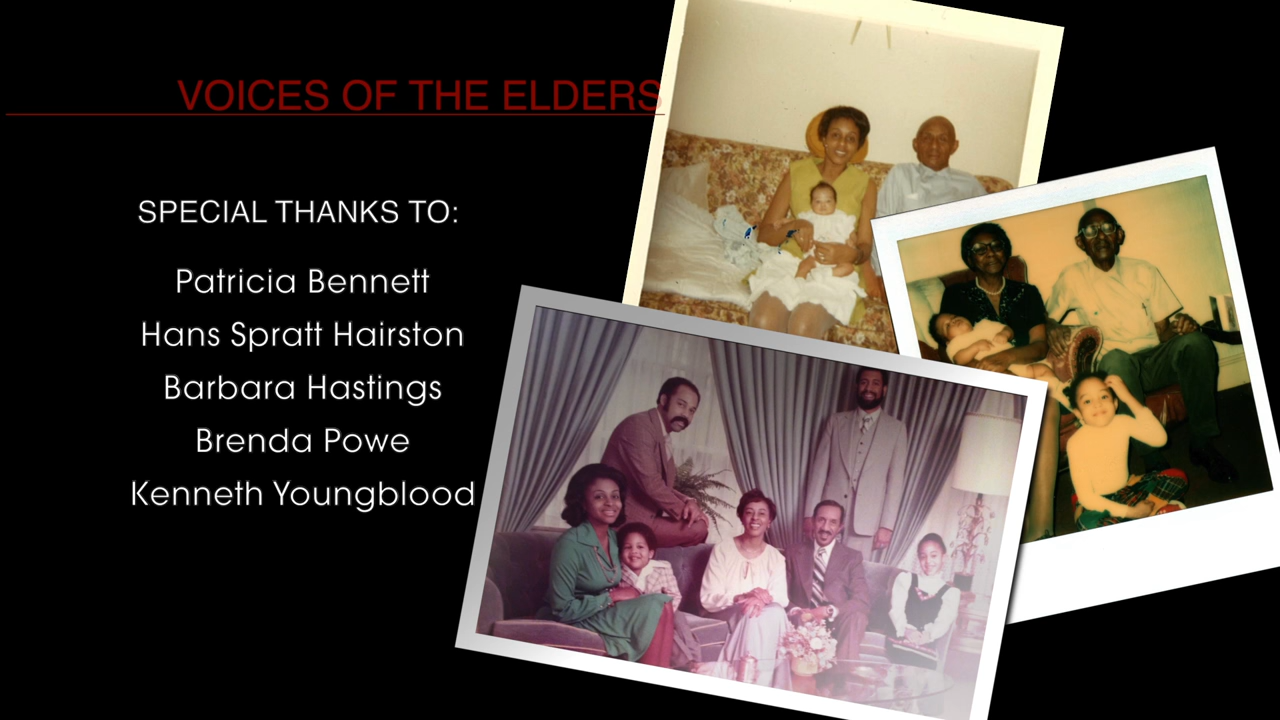 VOICES OF THE ELDERS
SPECIAL THANKS TO:
Patricia Bennett
Hans Spratt Hairston
Barbara Hastings
Brenda Powe
Kenneth Youngblood